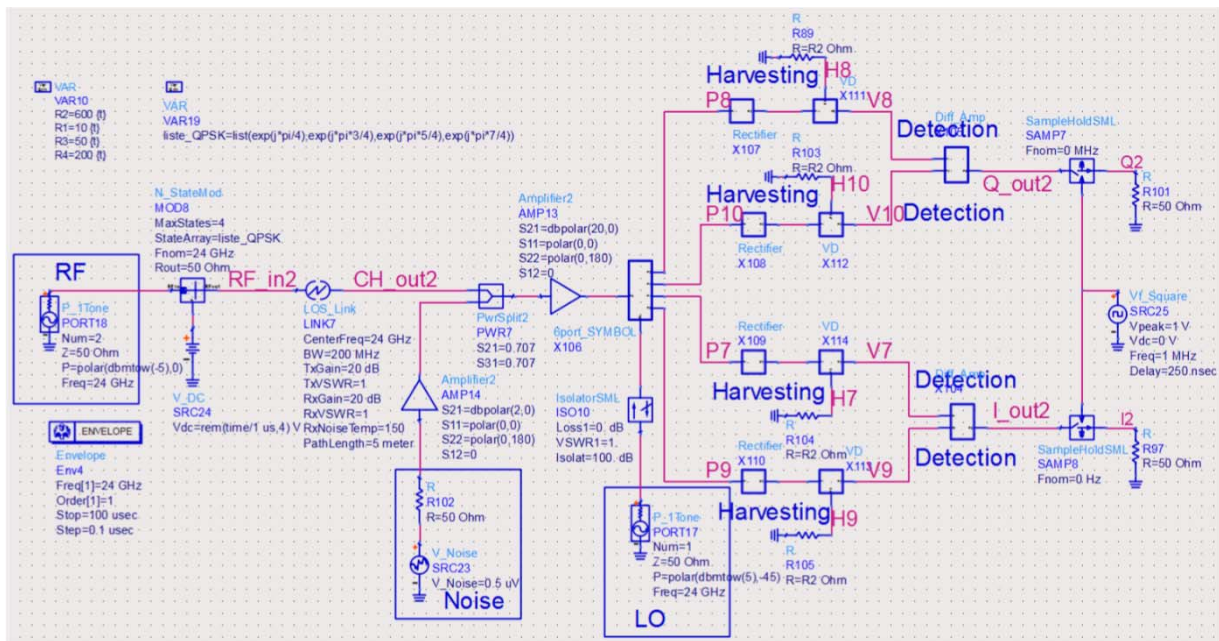 VAR
VAR10
R2=600 {t}
R1=10 {t}
R3=50 {t}
R4=200 {t}
VAR
VAR19
liste_QPSK=list(exp(j*pi/4),exp(j*pi*3/4),exp(j*pi*5/4),exp(j*pi*7/4))
N_StateMod
MOD8
MaxStates=4
StateArray=liste_QPSK
Fnom=24 GHz
Rout=50 Ohm
RF
P_1Tone
PORT18
Num=2
Z=50 Ohm
P=polar(dbmtow(-5),0)
Freq=24 GHz
RF_in2
V_DC
SRC24
Vdc=rem(time/1 us,4) V
ENVELOPE
Envelope
Env4
Freq[1]=24 GHz
Order[1]=1
Stop=100 usec
Step=0.1 usec
CH_out2
LOS_Link
LINK7
CenterFreq=24 GHz
BW=200 MHz
TxGain=20 dB
TxVSWR=1
RxGain=20 dB
RxVSWR=1
RxNoiseTemp=150
PathLength=5 meter
PwrSplit2
PWR7
S21=0.707
S31=0.707
Amplifier2
AMP13
S21=dbpolar(20,0)
S11=polar(0,0)
S22=polar(0,180)
S12=0
Amplifier2
AMP14
S21=dbpolar(2,0)
S11=polar(0,0)
S22=polar(0,180)
S12=0
R
R102
R=50 Ohm
V_Noise
SRC23
V_Noise=0.5 uV
Noise
6port_SYMBOL
X106
IsolatorSML
ISO10
Loss1=0. dB
VSWR1=1.
Isolat=100. dB
P_1Tone
PORT17
Num=1
Z=50 Ohm
P=polar(dbmtow(5),-45)
Freq=24 GHz
LO
R
R89
R=R2 Ohm
Harvesting
H8
VD
X111
P8
V8
Rectifier
X107
R
R103
R=R2 Ohm
Harvesting
H10
P10
V10
Rectifier
X108
VD
X112
Detection
Diff_Amp
Detection
Q_out2
SampleHoldSML
SAMP7
Fnom=0 MHz
Q2
R
R101
R=50 Ohm
Vf_Square
SRC25
Vpeak=1 V
Vdc=0 V
Freq=1 MHz
Delay=250 nsec
Rectifier
X109
VD
X114
P7
V7
Harvesting
H7
R
R104
R=R2 Ohm
Rectifier
X110
VD
X113
P9
V9
Harvesting
H9
R
R105
R=R2 Ohm
Detection
Diff_Amp
X104
Detection
I_out2
SampleHoldSML
SAMP8
Fnom=0 Hz
I2
R
R97
R=50 Ohm